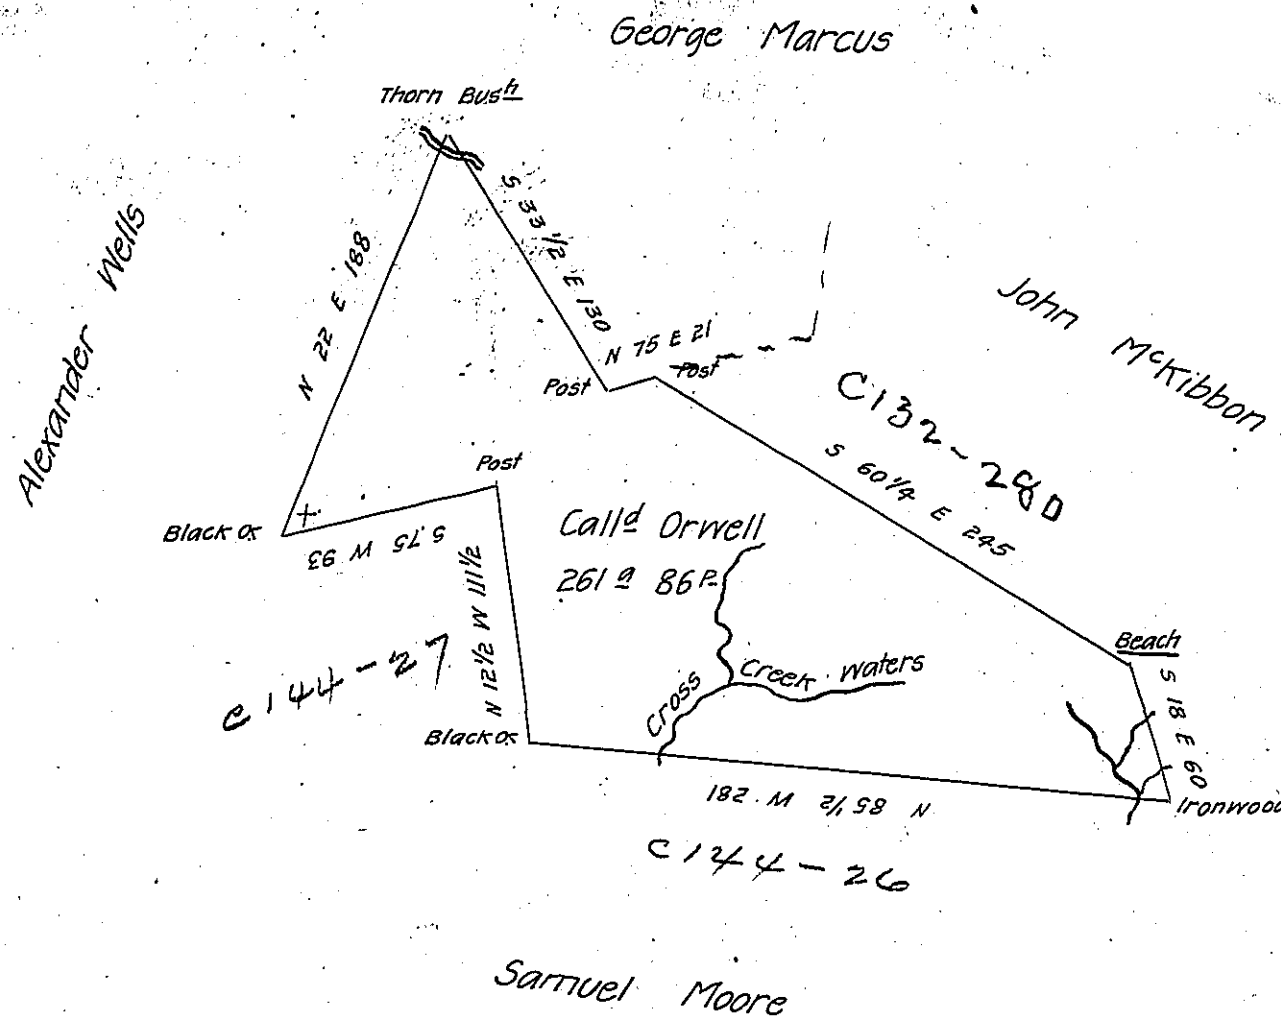 George Marcus
Thorn Bush
Alexander Wells
N 22 E 188
S 33 1/2 E 130
N 75 E 21
Post
Post
John McKibbon
C132-280
S 60 1/4 E 245
Post
Black O.
S. 75 W 93
Calld Orwell
261 a 86 P.
N 12 1/2 W 111 1/2
C144-27
Beach
S 18 E 60
Cross Creek Waters
Black O.
N 85 1/2 W. 281
Ironwood
C144-26
Samuel Moore